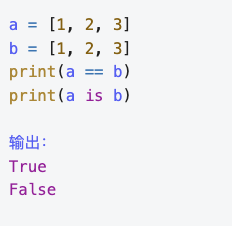 a = [1, 2, 3]
b = [1, 2, 3]
print(a == b)
print(a is b)
输出：
True
False